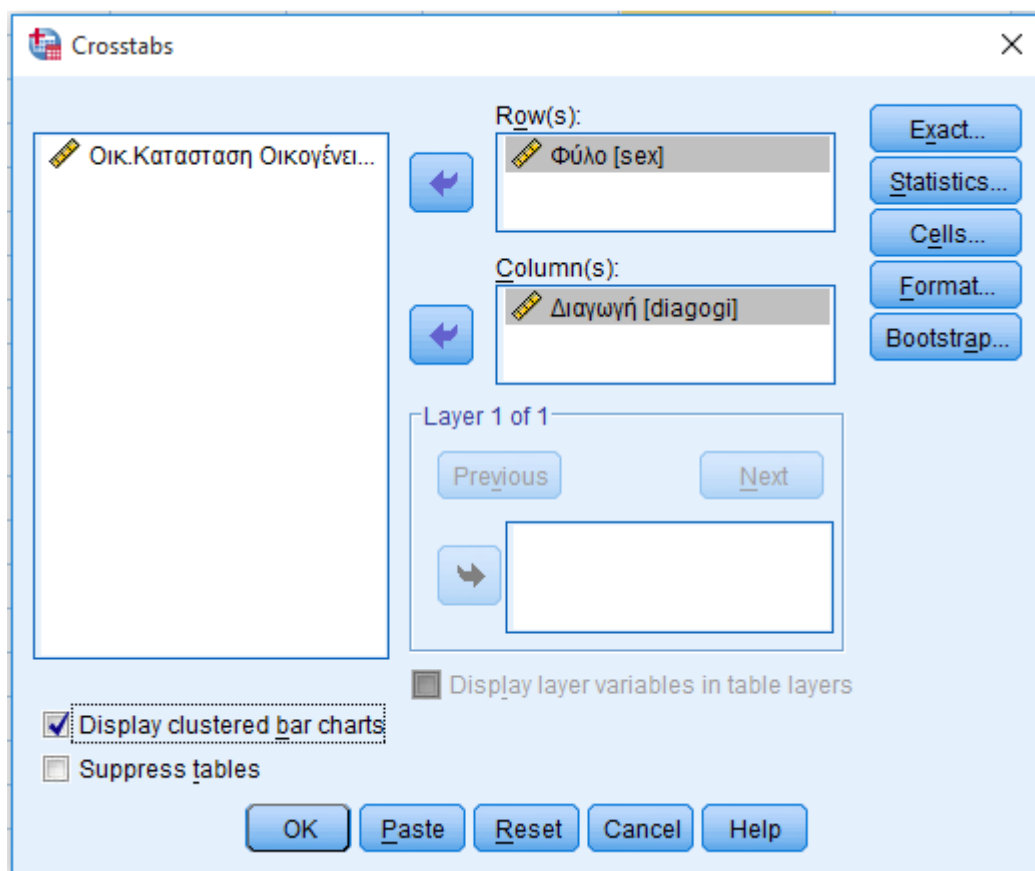 Crosstabs
Οικ.Κατασταση Οικογένει...
Row(s):
Φύλο [sex]
Column(s):
Διαγωγή [diagogi]
Layer 1 of 1
Previous
Next
Display layer variables in table layers
Exact...
Statistics...
Cells...
Format...
Bootstrap...
Display clustered bar charts
Suppress tables
OK Paste Reset Cancel Help